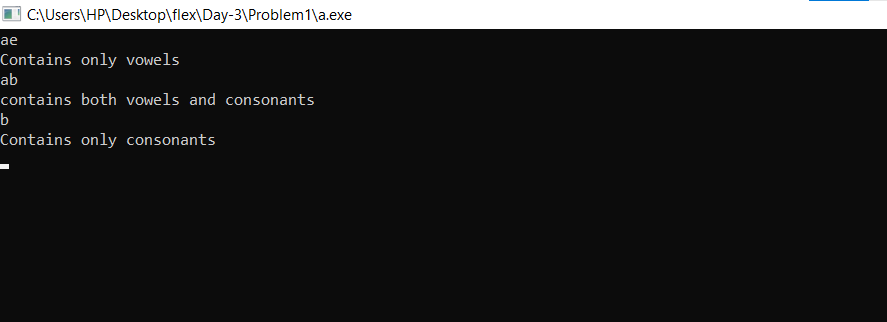 C:\Users\HP\Desktop\flex\Day-3\Problem1\a.exe
ae
Contains only vowels
ab
contains both vowels and consonants
b
Contains only consonants